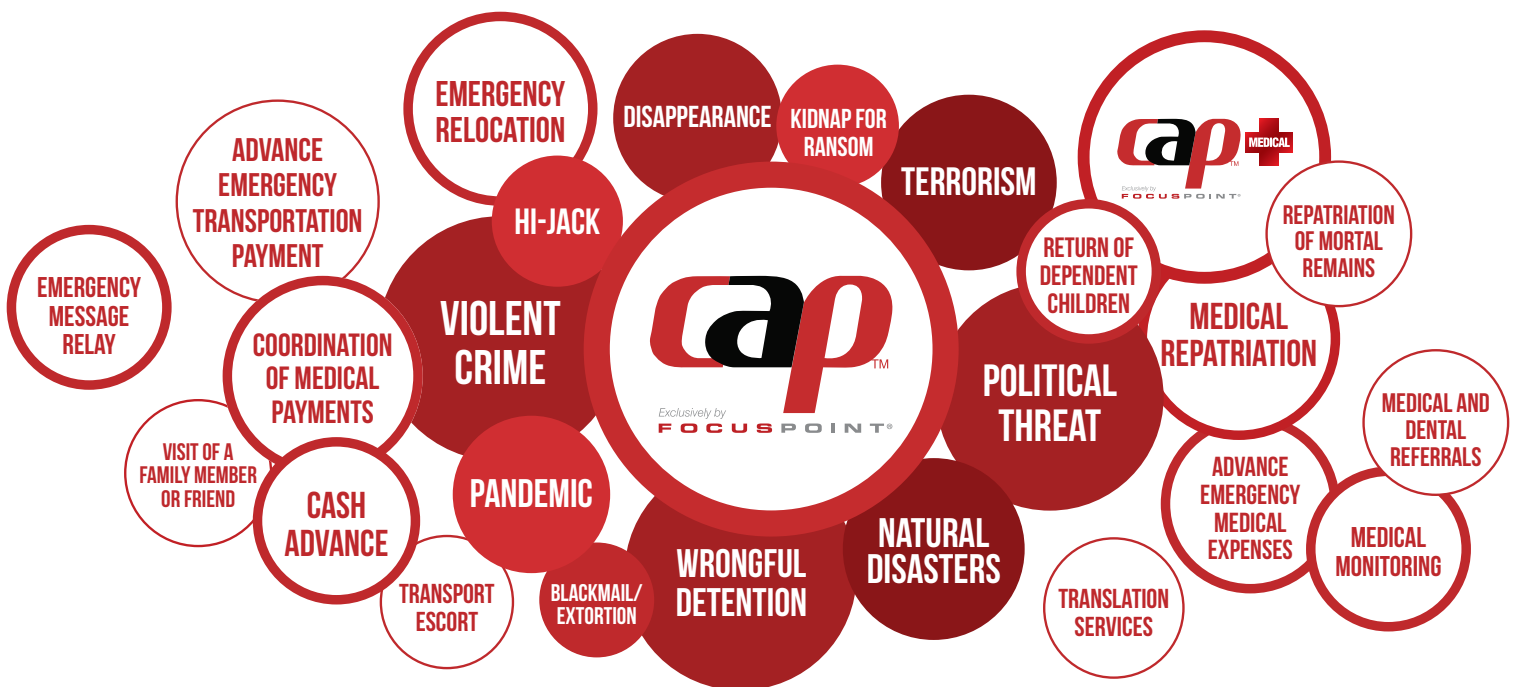 EMERGENCY
RELOCATION
DISAPPEARANCE
KIDNAP FOR
RANSOM
TERRORISM
cap
TM
MEDICAL
Exclusively by
FOCUSPOINT®
ADVANCE
EMERGENCY
TRANSPORTATION
PAYMENT
HI-JACK
RETURN OF
DEPENDENT
CHILDREN
REPATRIATION
OF MORTAL
REMAINS
EMERGENCY
MESSAGE
RELAY
COORDINATION
OF MEDICAL
PAYMENTS
VIOLENT
CRIME
cap
TM
Exclusively by
FOCUSPOINT®
POLITICAL
THREAT
MEDICAL
REPATRIATION
MEDICAL AND
DENTAL
REFERRALS
VISIT OF A
FAMILY MEMBER
OR FRIEND
CASH
ADVANCE
PANDEMIC
WRONGFUL
DETENTION
NATURAL
DISASTERS
ADVANCE
EMERGENCY
MEDICAL
EXPENSES
MEDICAL
MONITORING
TRANSPORT
ESCORT
BLACKMAIL/
EXTORTION
TRANSLATION
SERVICES